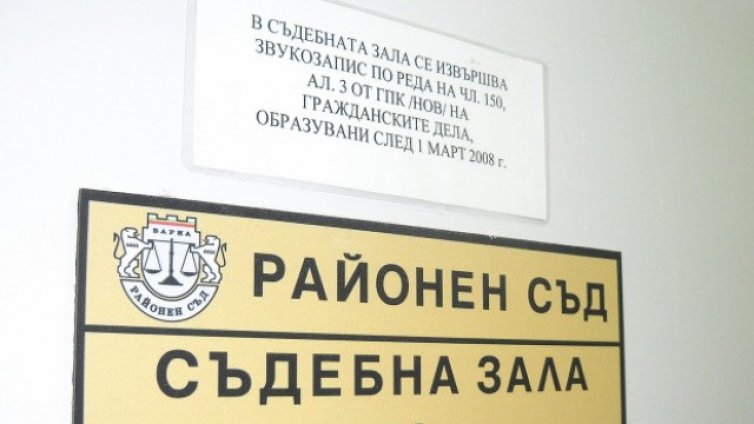 В СЪДЕБНАТА ЗАЛА СЕ ИЗВЪРШВА
ЗВУКОЗАПИС ПО РЕДА НА ЧЛ. 150,
АЛ. 3 ОТ ГПК /НОВ/ НА
ГРАЖДАНСКИТЕ ДЕЛА,
ОБРАЗУВАНИ СЛЕД 1 МАРТ 2008 г.
ВАРНА
РАЙОНЕН СЪД
РАЙОНЕН СЪД
СЪДЕБНА ЗАЛА